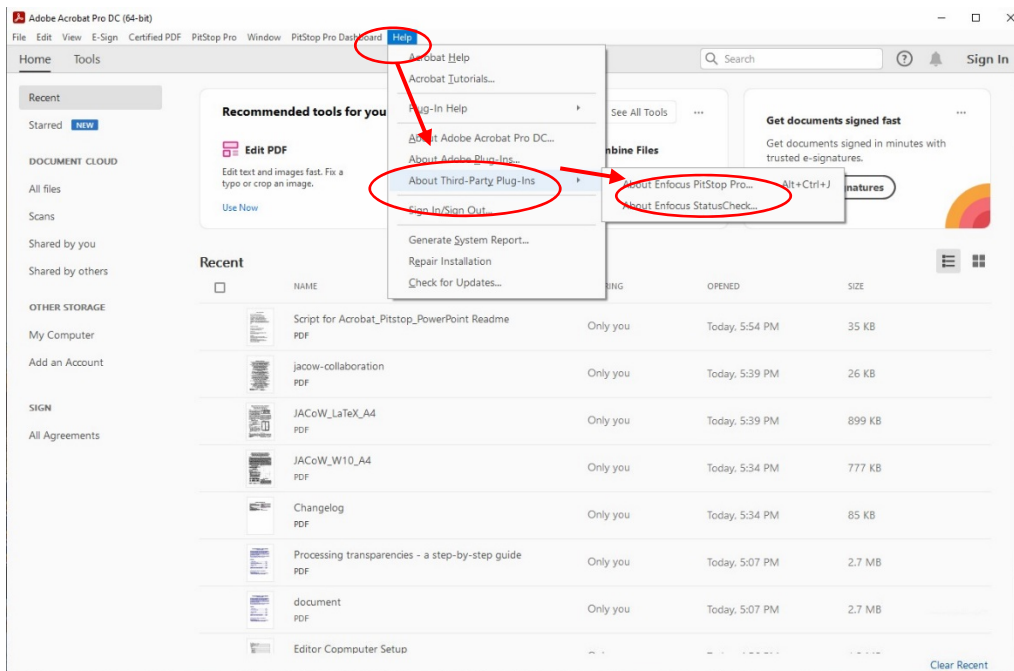 Adobe Acrobat Pro DC (64-bit)
File Edit View E-Sign Certified PDF PitStop Pro Window PitStop Pro Dashboard Help
Home Tools
Search
Sign In
Acrobat Help
Acrobat Tutorials...
Plug-In Help
About Adobe Acrobat Pro DC...
About Adobe Plug-Ins...
About Third-Party Plug-Ins
Sign In/Sign Out...
Generate System Report...
Repair Installation
Check for Updates...
About Enfocus PitStop Pro... Alt+Ctrl+J
About Enfocus StatusCheck...
Recent
Starred NEW
DOCUMENT CLOUD
All files
Scans
Shared by you
Shared by others
OTHER STORAGE
My Computer
Add an Account
SIGN
All Agreements
Recommended tools for you
See All Tools
Edit PDF
Edit text and images fast. Fix a
typo or crop an image.
Use Now
Files
Get documents signed fast
Get documents signed in minutes with
trusted e-signatures.
Recent
NAME OPENED SIZE
Script for Acrobat_Pitstop_PowerPoint Readme
PDF
Only you Today, 5:54 PM 35 KB
jacow-collaboration
PDF
Only you Today, 5:39 PM 26 KB
JACoW_LaTeX_A4
PDF
Only you Today, 5:39 PM 899 KB
JACoW_W10_A4
PDF
Only you Today, 5:34 PM 777 KB
Changelog
PDF
Only you Today, 5:34 PM 85 KB
Processing transparencies - a step-by-step guide
PDF
Only you Today, 5:07 PM 2.7 MB
document
PDF
Only you Today, 5:07 PM 2.7 MB
Editor Copmputer Setup
Clear Recent